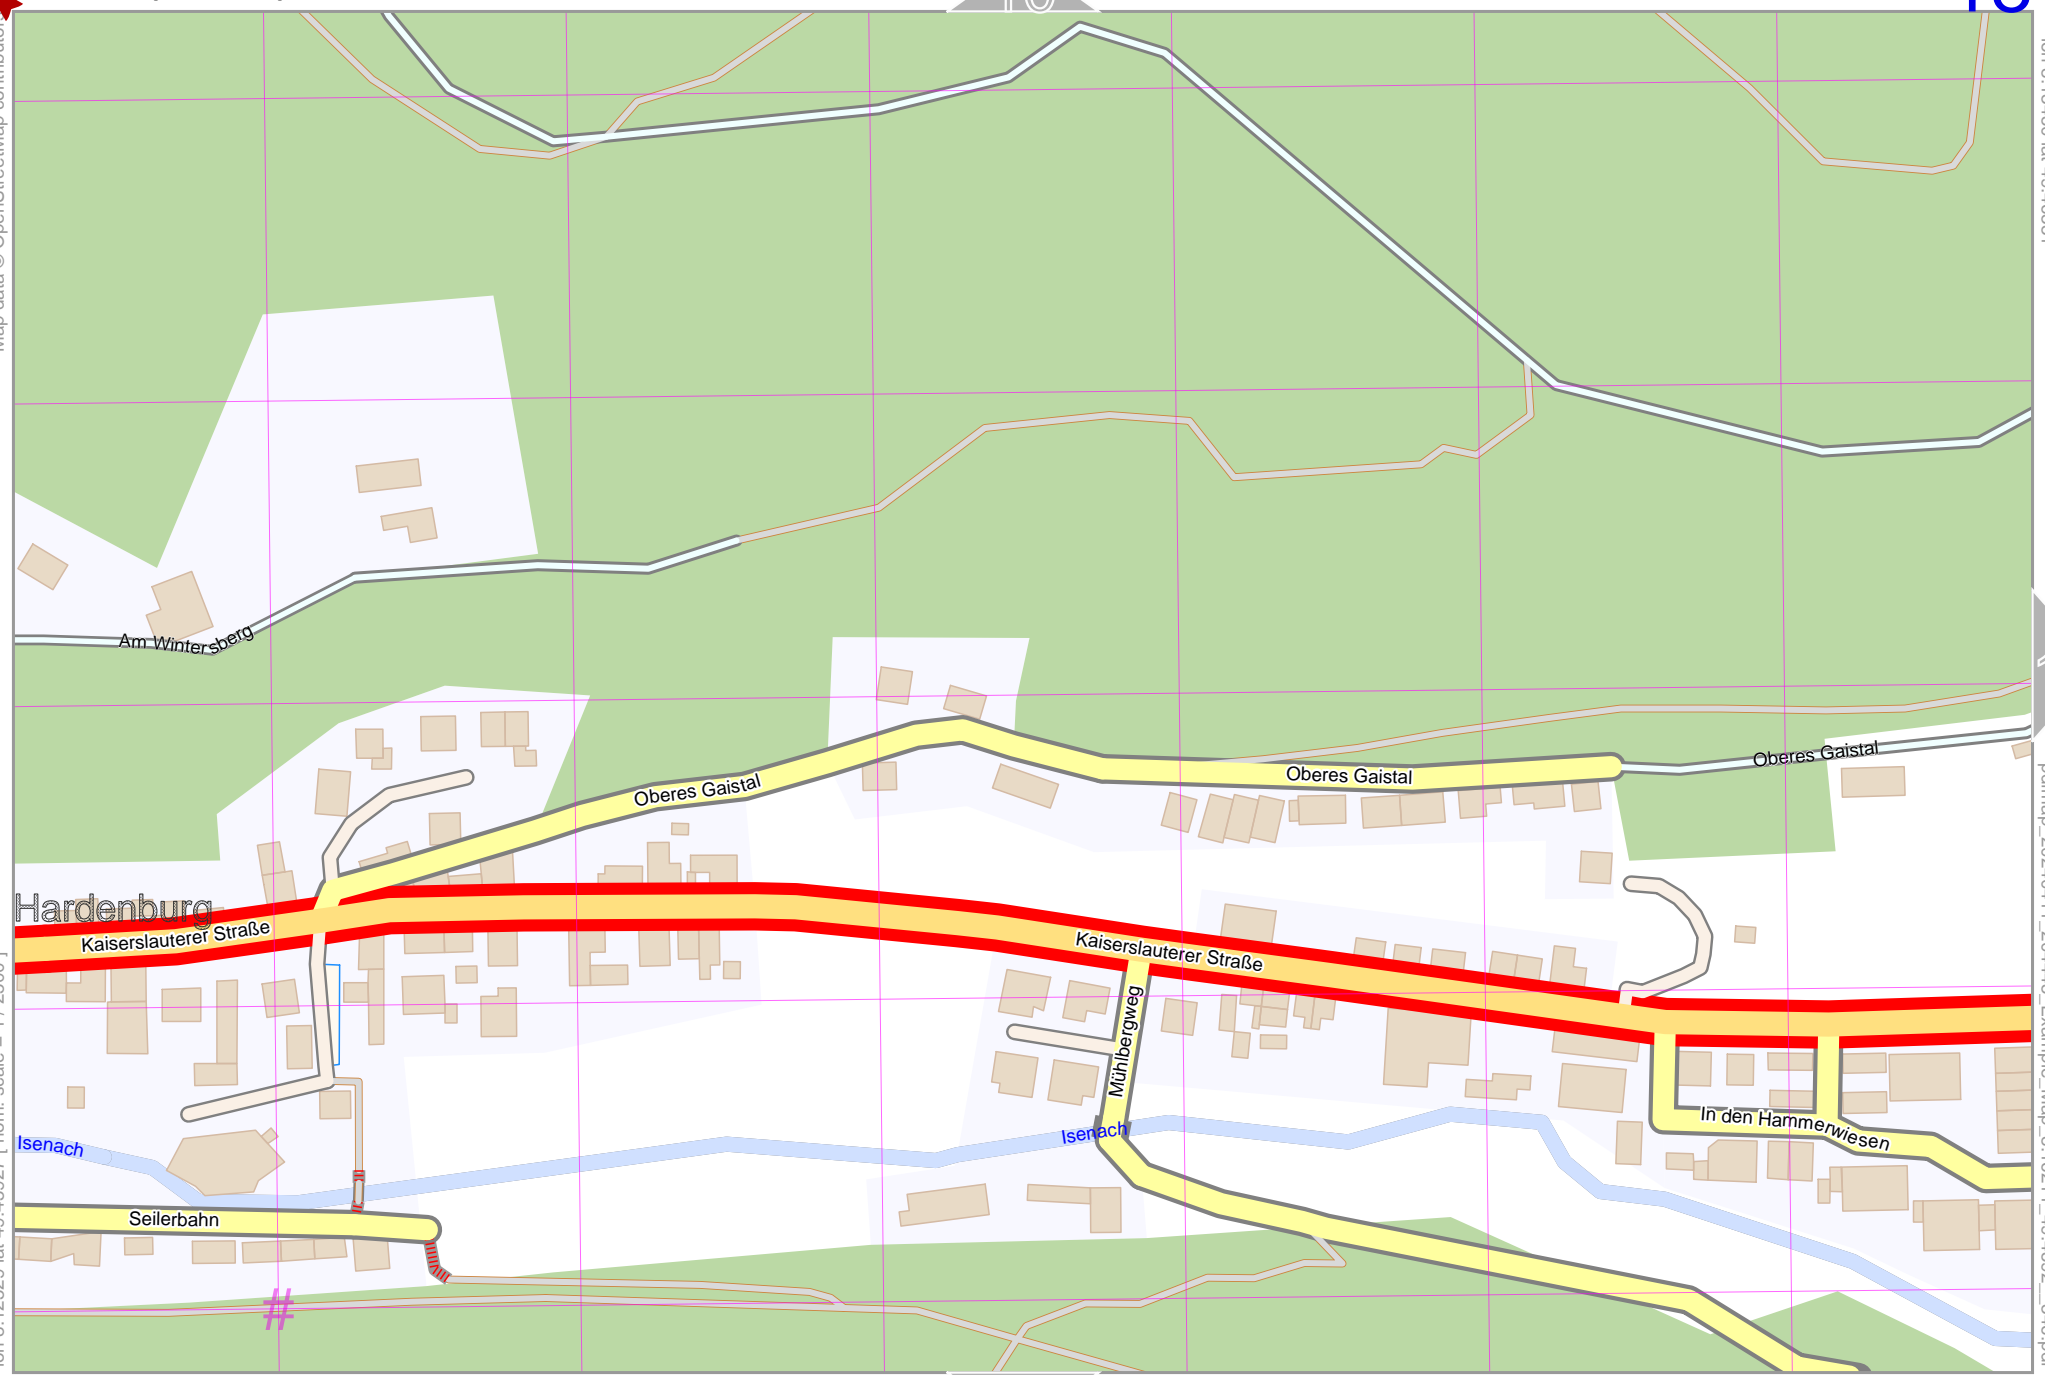 Am Wintersberg
Oberes Gaistal
Oberes Gaistal
Oberes Gaistal
Hardenburg
Kaiserslauterer Straße
Kaiserslauterer Straße
Mühlbergweg
In den Hammerwiesen
Isenach
Isenach
Seilerbahn
#